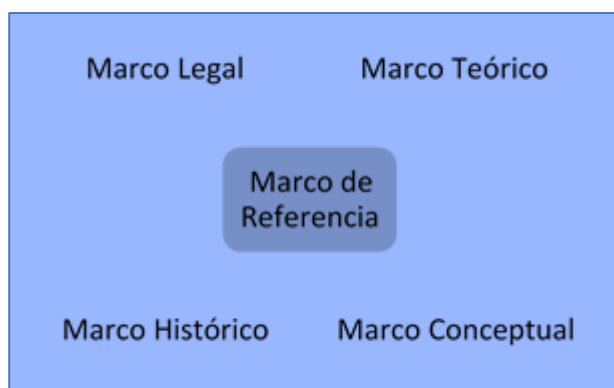 Marco Legal
Marco Teórico
Marco de
Referencia
Marco Histórico
Marco Conceptual